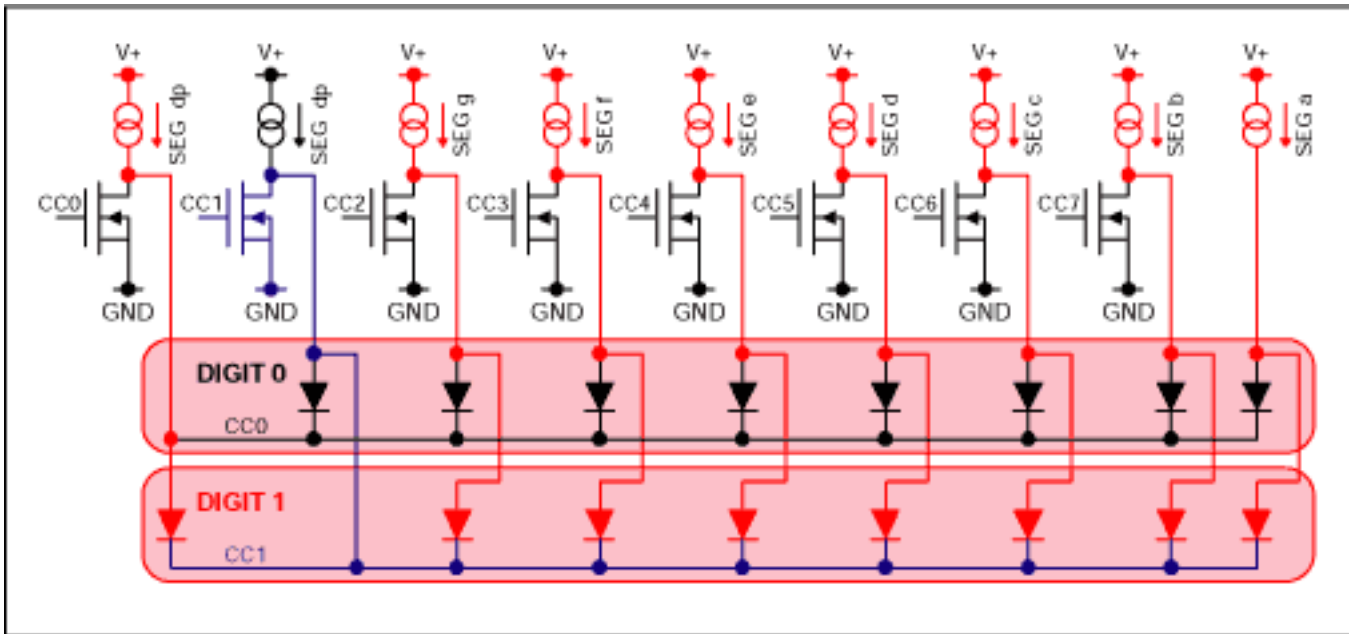 V+ V+ V+ V+ V+ V+ V+ V+ V+
SEG dp SEG dp SEG g SEG f SEG e SEG d SEG c SEG b SEG a
CC0 CC1 CC2 CC3 CC4 CC5 CC6 CC7
GND GND GND GND GND GND GND GND
DIGIT 0
CC0
DIGIT 1
CC1